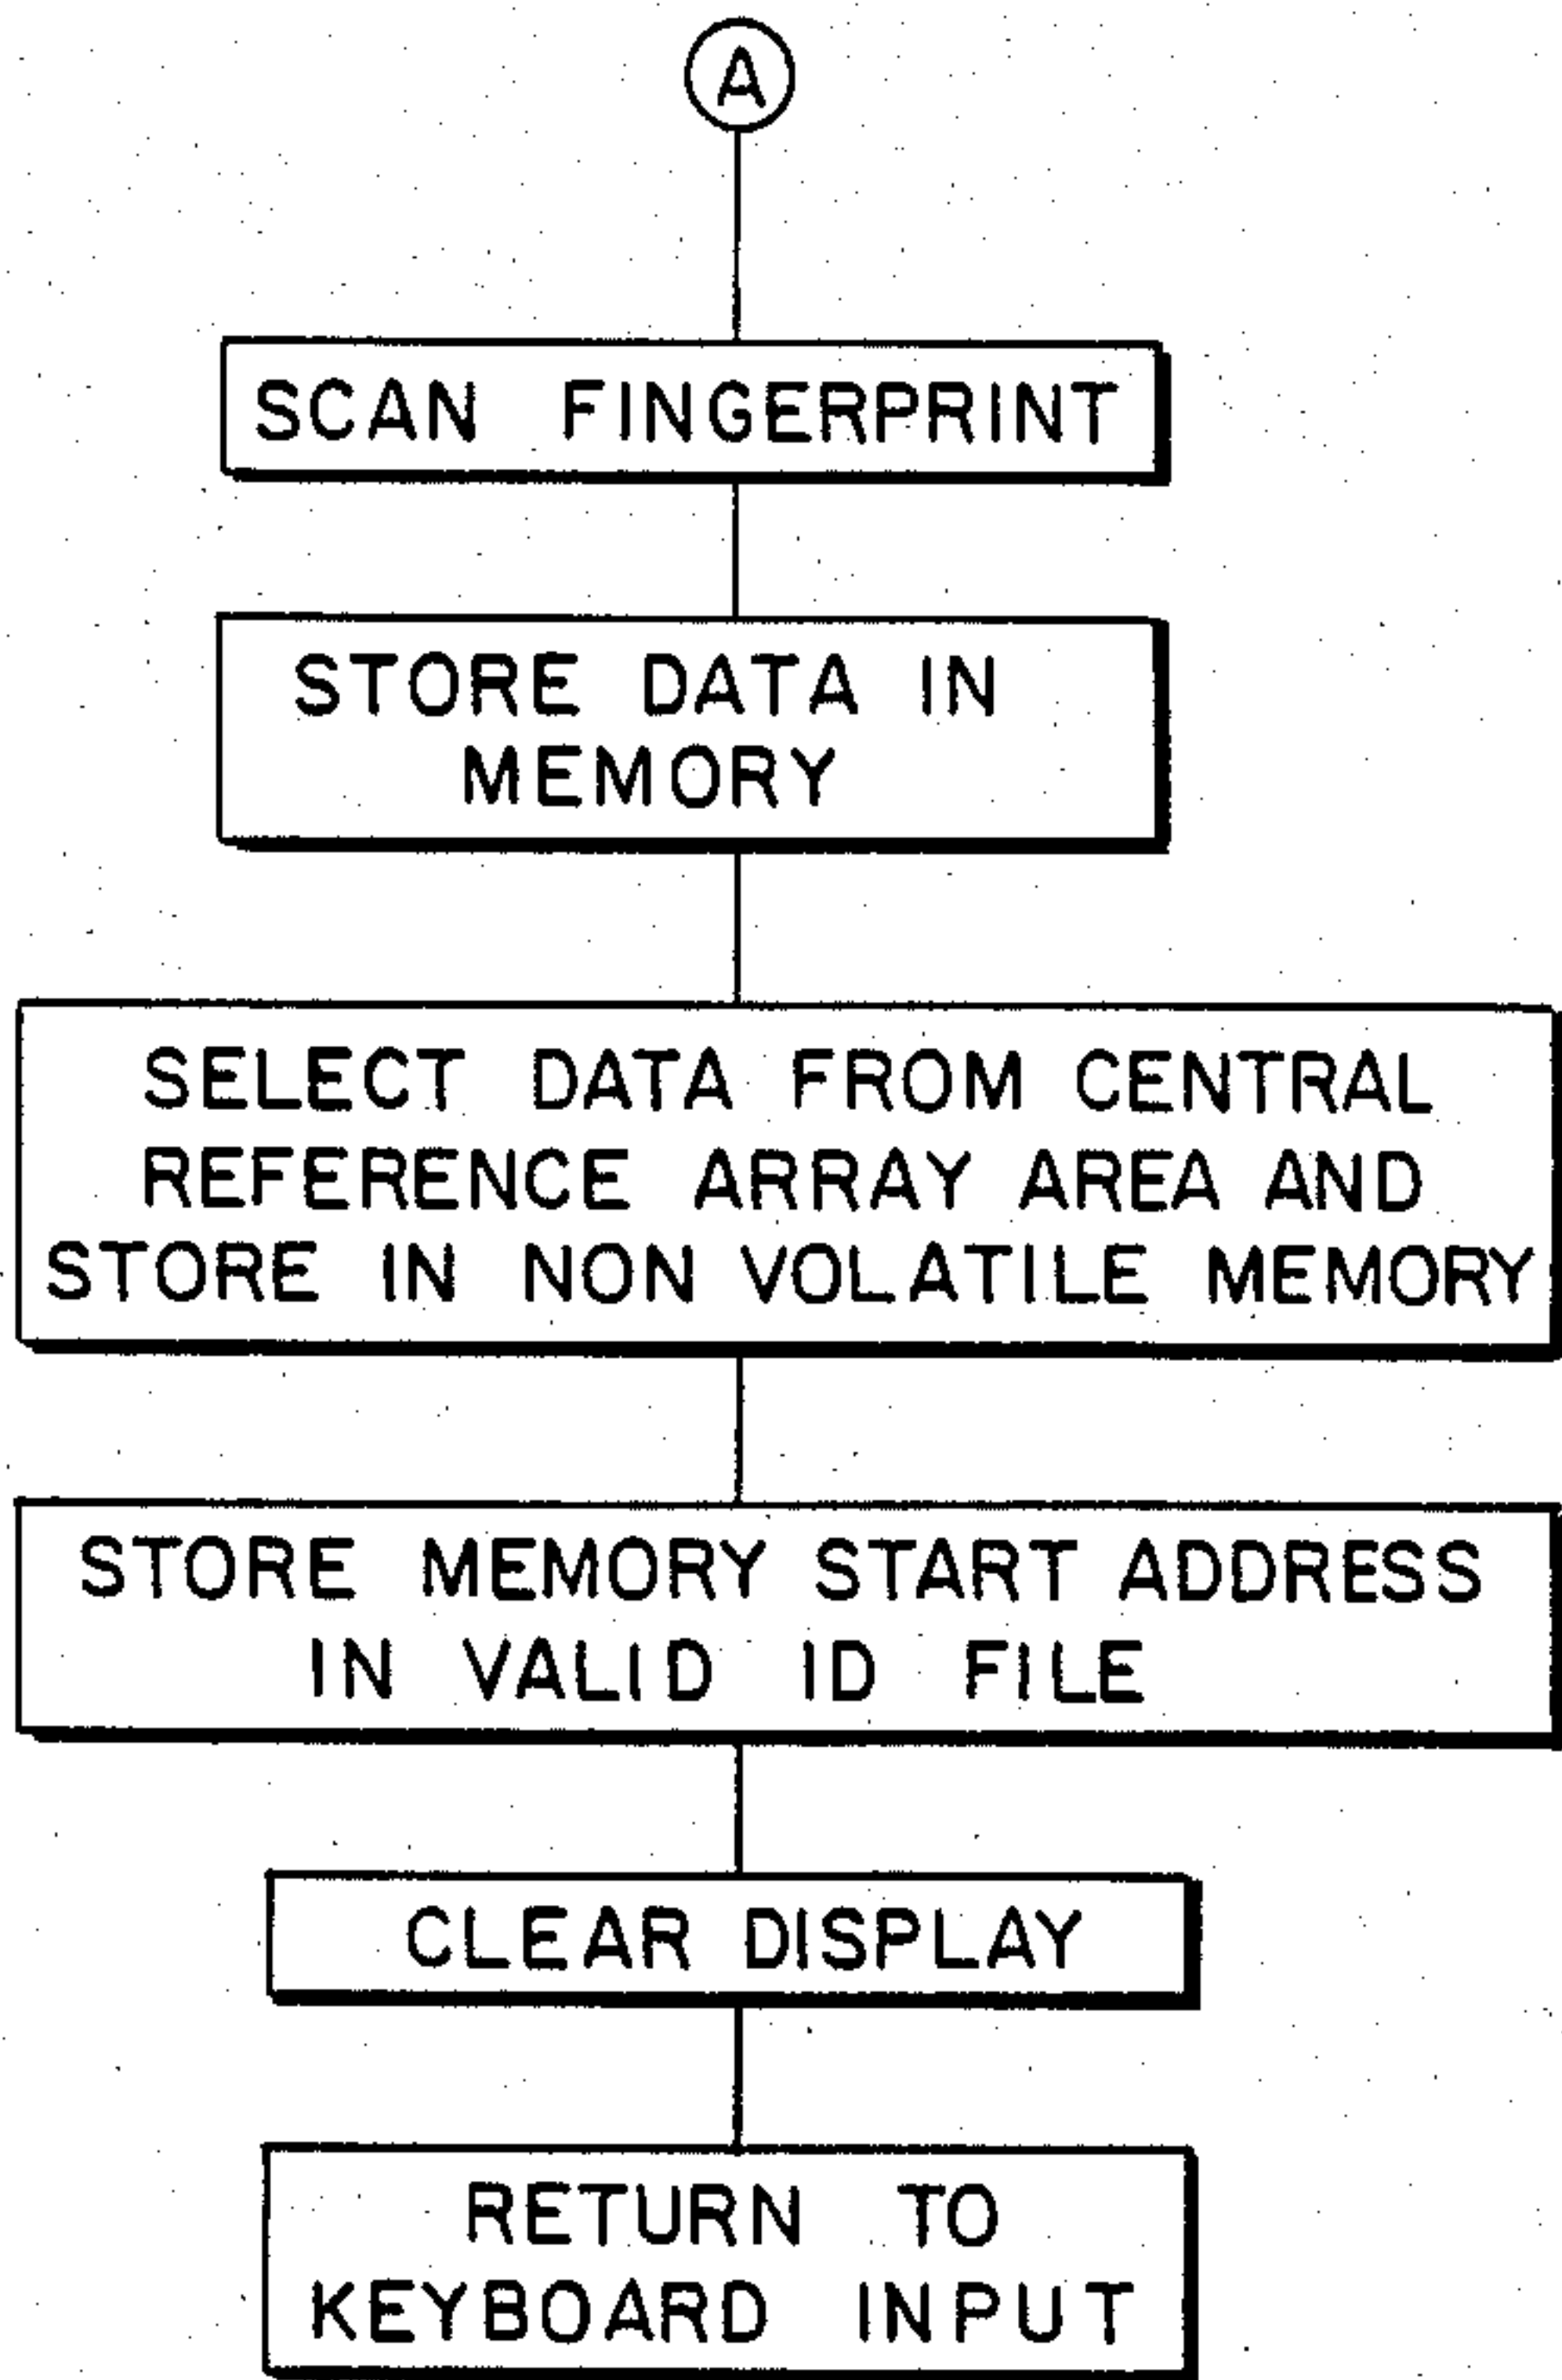 A
SCAN FINGERPRINT
STORE DATA IN
MEMORY
SELECT DATA FROM CENTRAL
REFERENCE ARRAY AREA AND
STORE IN NON VOLATILE MEMORY
STORE MEMORY START ADDRESS
IN VALID ID FILE
CLEAR DISPLAY
RETURN TO
KEYBOARD INPUT